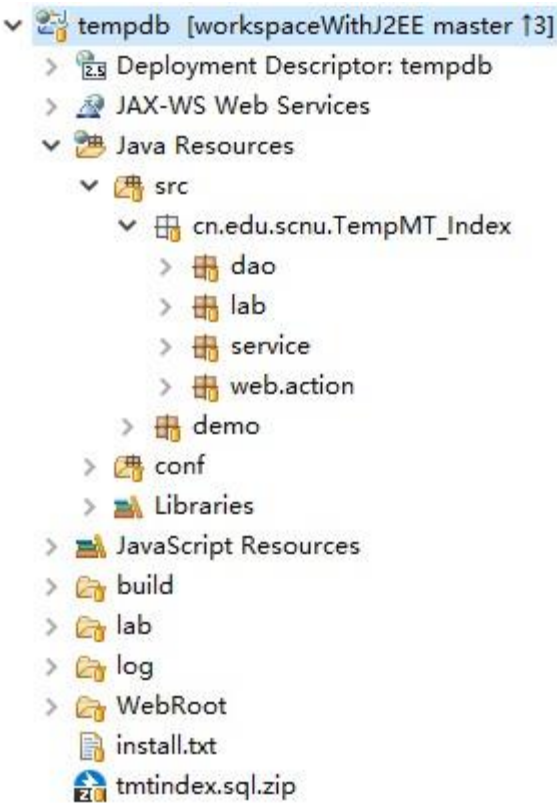 tempdb [workspaceWithJ2EE master ↑3]
Deployment Descriptor: tempdb
JAX-WS Web Services
Java Resources
src
cn.edu.scnu.TempMT_Index
dao
lab
service
web.action
demo
conf
Libraries
JavaScript Resources
build
lab
log
WebRoot
install.txt
tmtindex.sql.zip